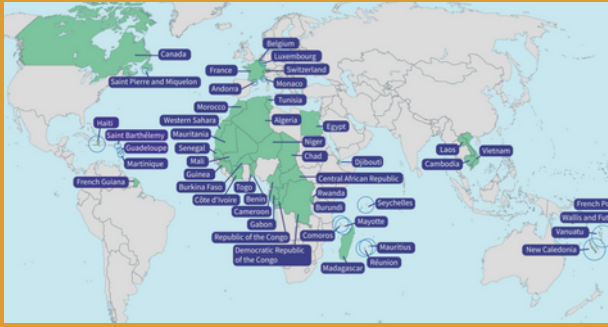 Canada
Saint Pierre and Miquelon
Belgium
Luxembourg
France
Switzerland
Andorra
Monaco
Morocco
Tunisia
Western Sahara
Algeria
Egypt
Mauritania
Senegal
Niger
Mali
Chad
Djibouti
Guinea
Central African Republic
Burkina Faso
Togo
Rwanda
Côte d'Ivoire
Benin
Burundi
Seychelles
Cameroon
Gabon
Mayotte
Republic of the Congo
Comoros
Democratic Republic
of the Congo
Mauritius
Réunion
Madagascar
Haiti
Saint Barthélemy
Guadeloupe
Martinique
French Guiana
Laos
Vietnam
Cambodia
French Po
Wallis and Fut
Vanuatu
New Caledonia